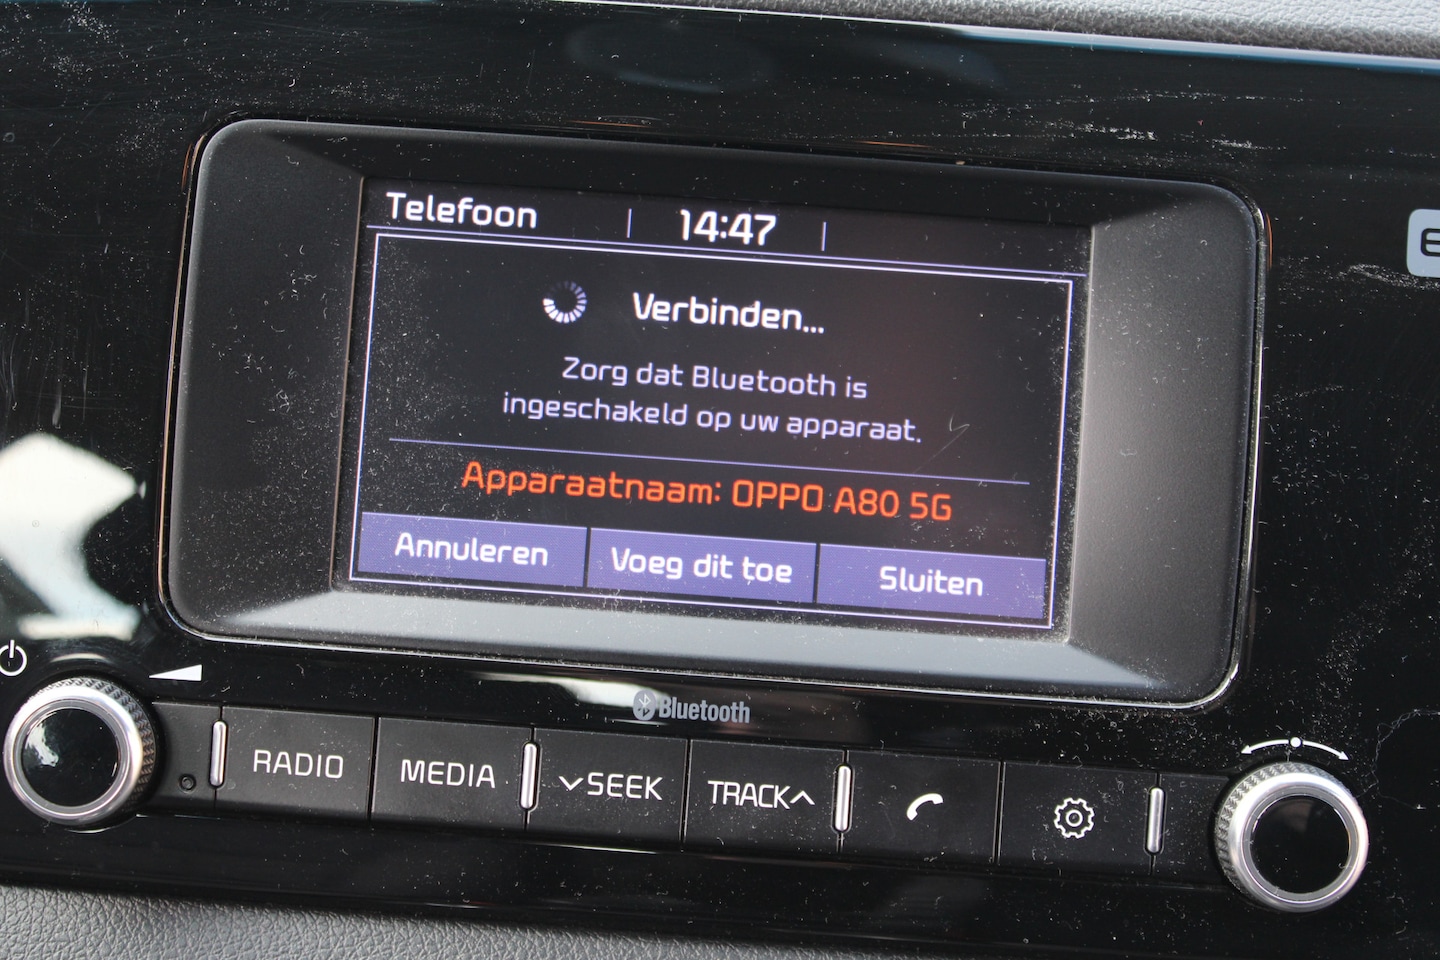 Telefoon 14:47
Verbinden...
Zorg dat Bluetooth is
ingeschakeld op uw apparaat.
Apparaatnaam: OPPO A80 5G
Annuleren Voeg dit toe Sluiten
Bluetooth
RADIO MEDIA SEEK TRACK